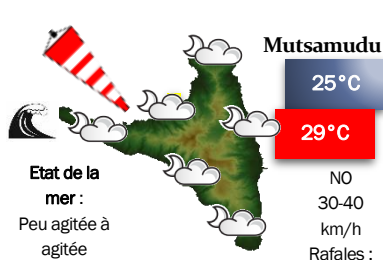 Mutsamudu
25°C
29°C
Etat de la
mer :
Peu agitée à
agitée
NO
30-40
km/h
Rafales :